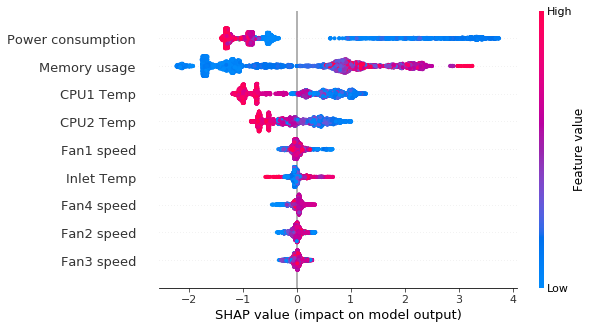 High
Power consumption
Memory usage
CPU1 Temp
CPU2 Temp
Fan1 speed
Inlet Temp
Fan4 speed
Fan2 speed
Fan3 speed
Feature value
Low
−2 −1 0 1 2 3 4
SHAP value (impact on model output)